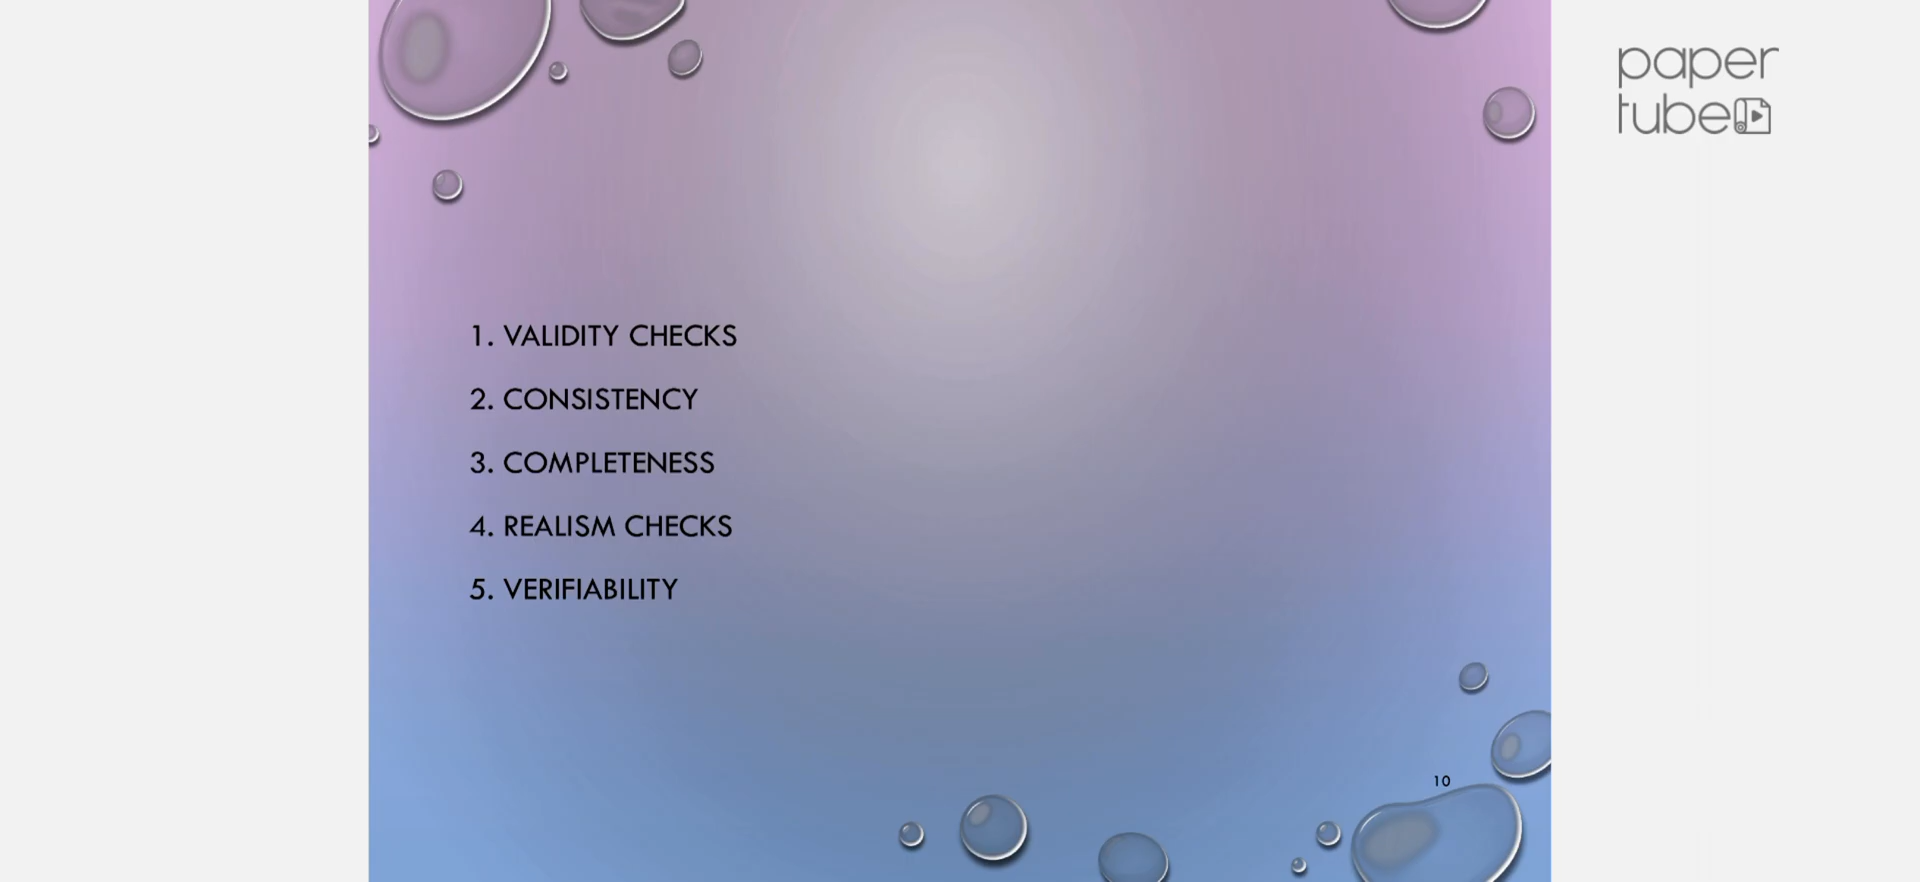 paper
tube
1. VALIDITY CHECKS
2. CONSISTENCY
3. COMPLETENESS
4. REALISM CHECKS
5. VERIFIABILITY
10